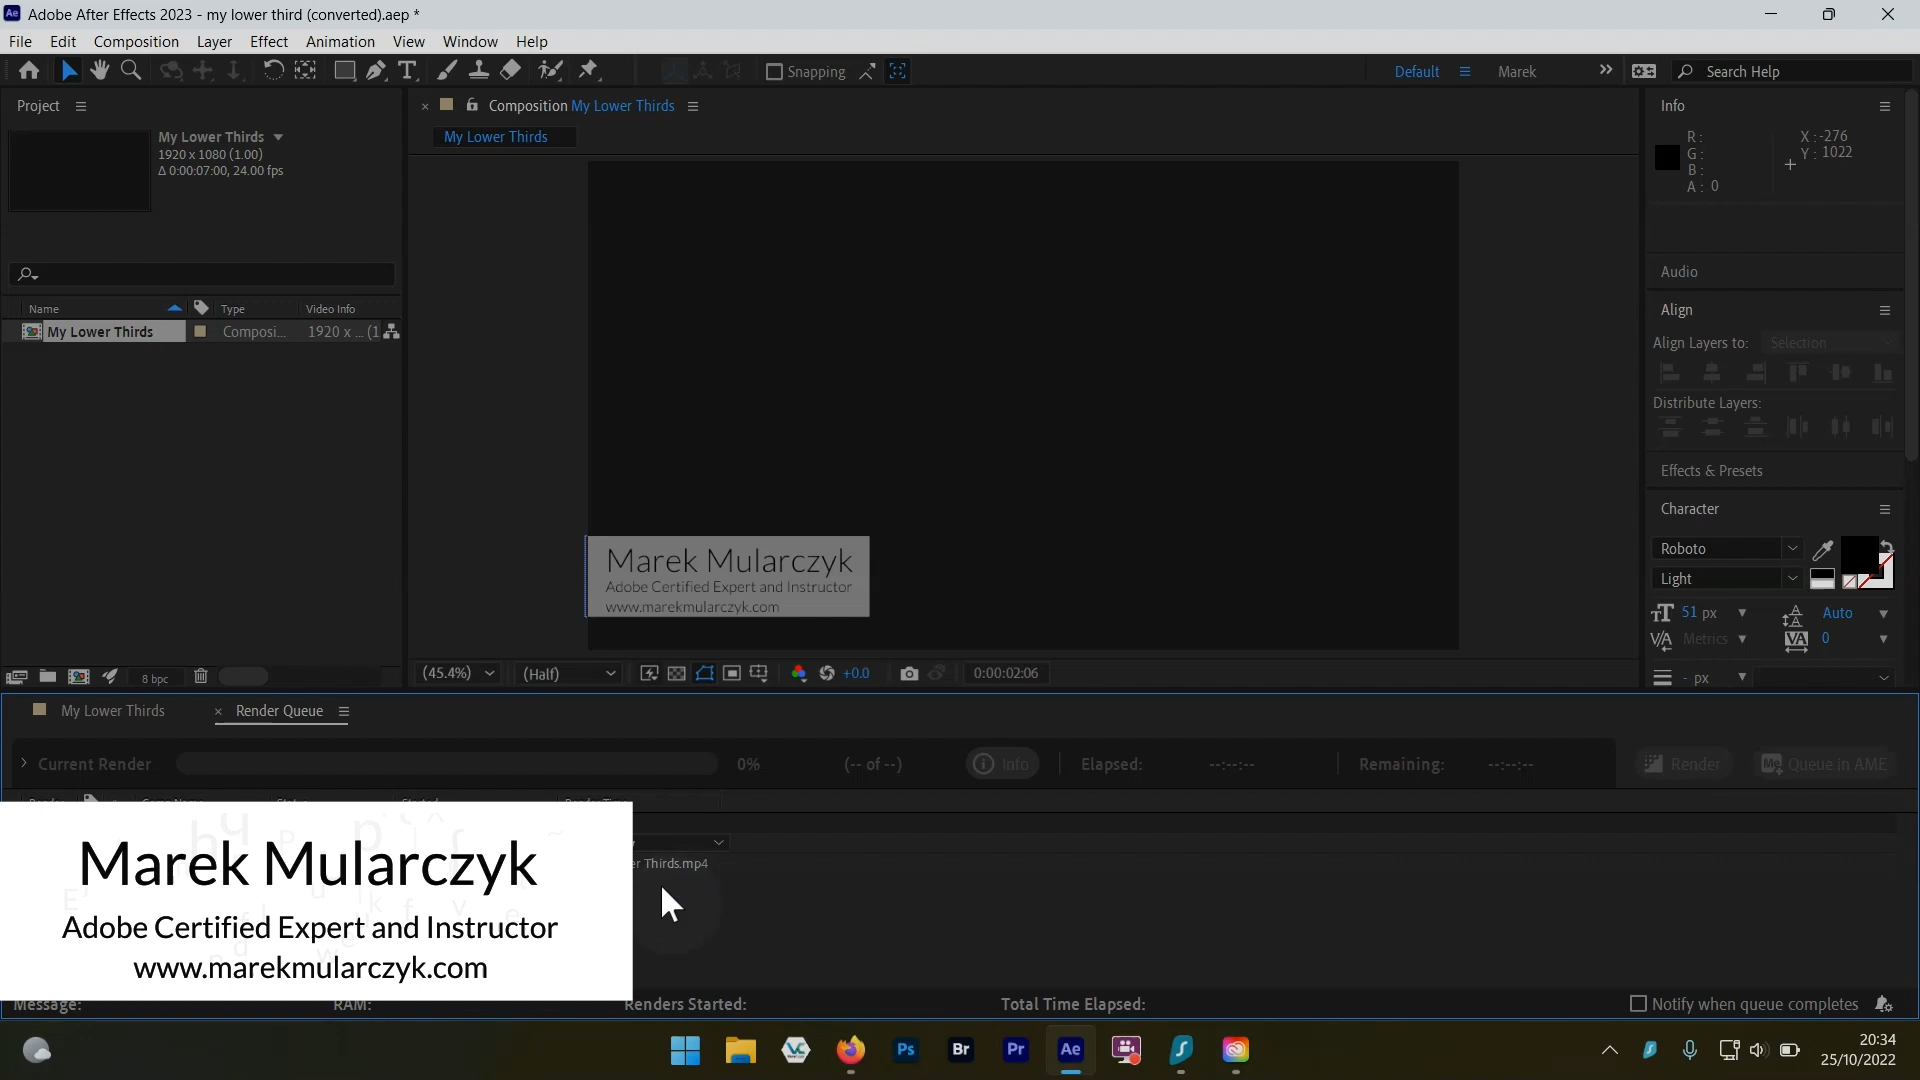 Ae Adobe After Effects 2023 - my lower third (converted).aep *
File Edit Composition Layer Effect Animation View Window Help
Snapping
Default
Marek
Search Help
Project
My Lower Thirds
1920 x 1080 (1.00)
Δ 0:00:07:00, 24.00 fps
Name Type Video Info
My Lower Thirds Composi... 1920 x ... (1
8 bpc
Composition My Lower Thirds
My Lower Thirds
Marek Mularczyk
Adobe Certified Expert and Instructor
www.marekmularczyk.com
(45.4%) (Half) +0.0 0:00:02:06
Info
R :
G :
B :
A : 0
X : -276
Y : 1022
Audio
Align
Align Layers to: Selection
Distribute Layers:
Effects & Presets
Character
Roboto
Light
51 px Auto
Metrics 0
- px
My Lower Thirds
Render Queue
Current Render 0% (-- of --) Info Elapsed: --:--:-- Remaining: --:--:-- Render Queue in AME
er Thirds.mp4
Marek Mularczyk
Adobe Certified Expert and Instructor
www.marekmularczyk.com
Message: RAM: Renders Started: Total Time Elapsed: Notify when queue completes
Ps Br Pr Ae
20:34
25/10/2022